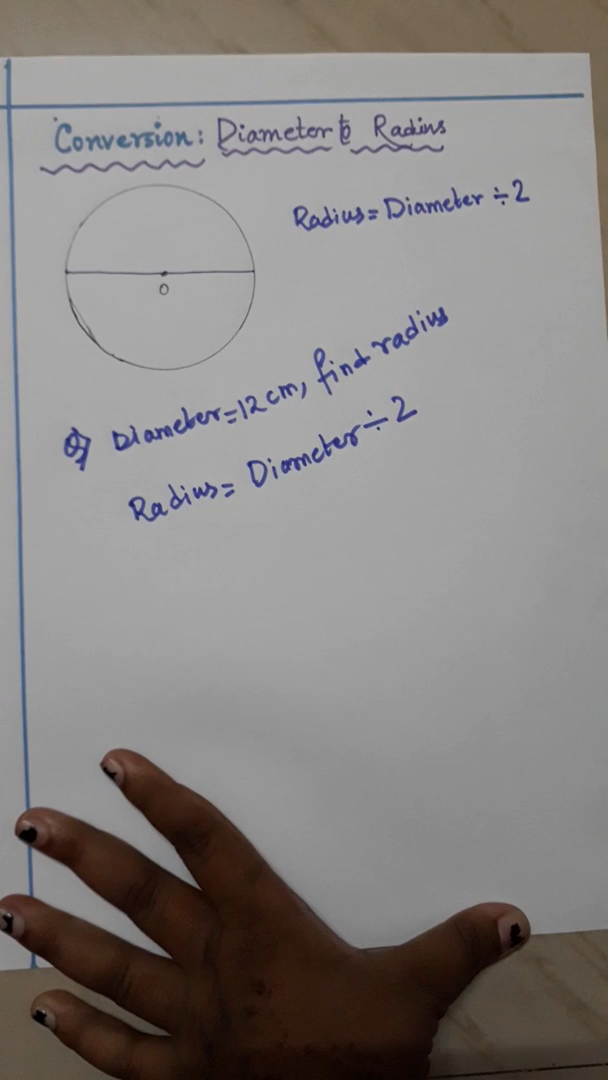 Conversion: Diameter to Radius
Radius = Diameter ÷ 2
O
Q) Diameter = 12 cm, find radius
Radius = Diameter ÷ 2